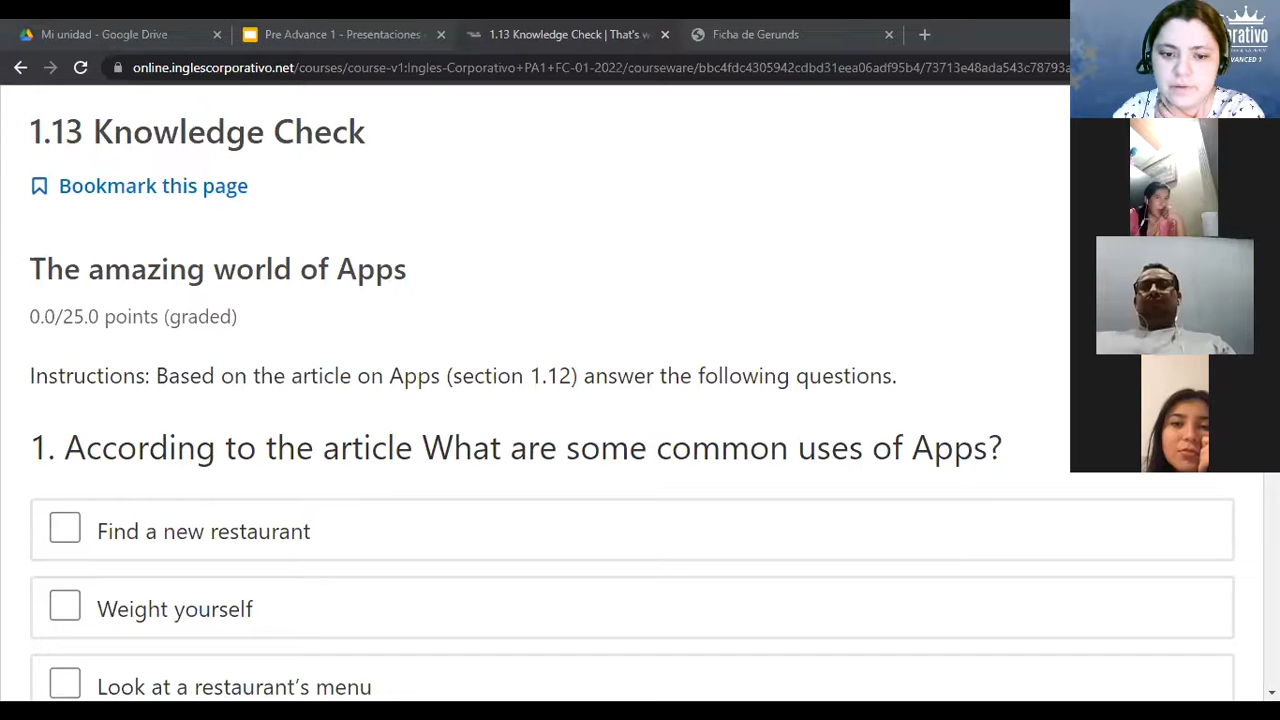 Mi unidad - Google Drive
Pre Advance 1 - Presentaciones
1.13 Knowledge Check | That's w
Ficha de Gerunds
online.inglescorporativo.net/courses/course-v1:Ingles-Corporativo+PA1-FC-01-2022/courseware/bbc4fdc4305942cdbd31eea06adf95b4/73713e48ada543c78793a
orativo
VANCED 1
1.13 Knowledge Check
Bookmark this page
The amazing world of Apps
0.0/25.0 points (graded)
Instructions: Based on the article on Apps (section 1.12) answer the following questions.
1. According to the article What are some common uses of Apps?
Find a new restaurant
Weight yourself
Look at a restaurant's menu